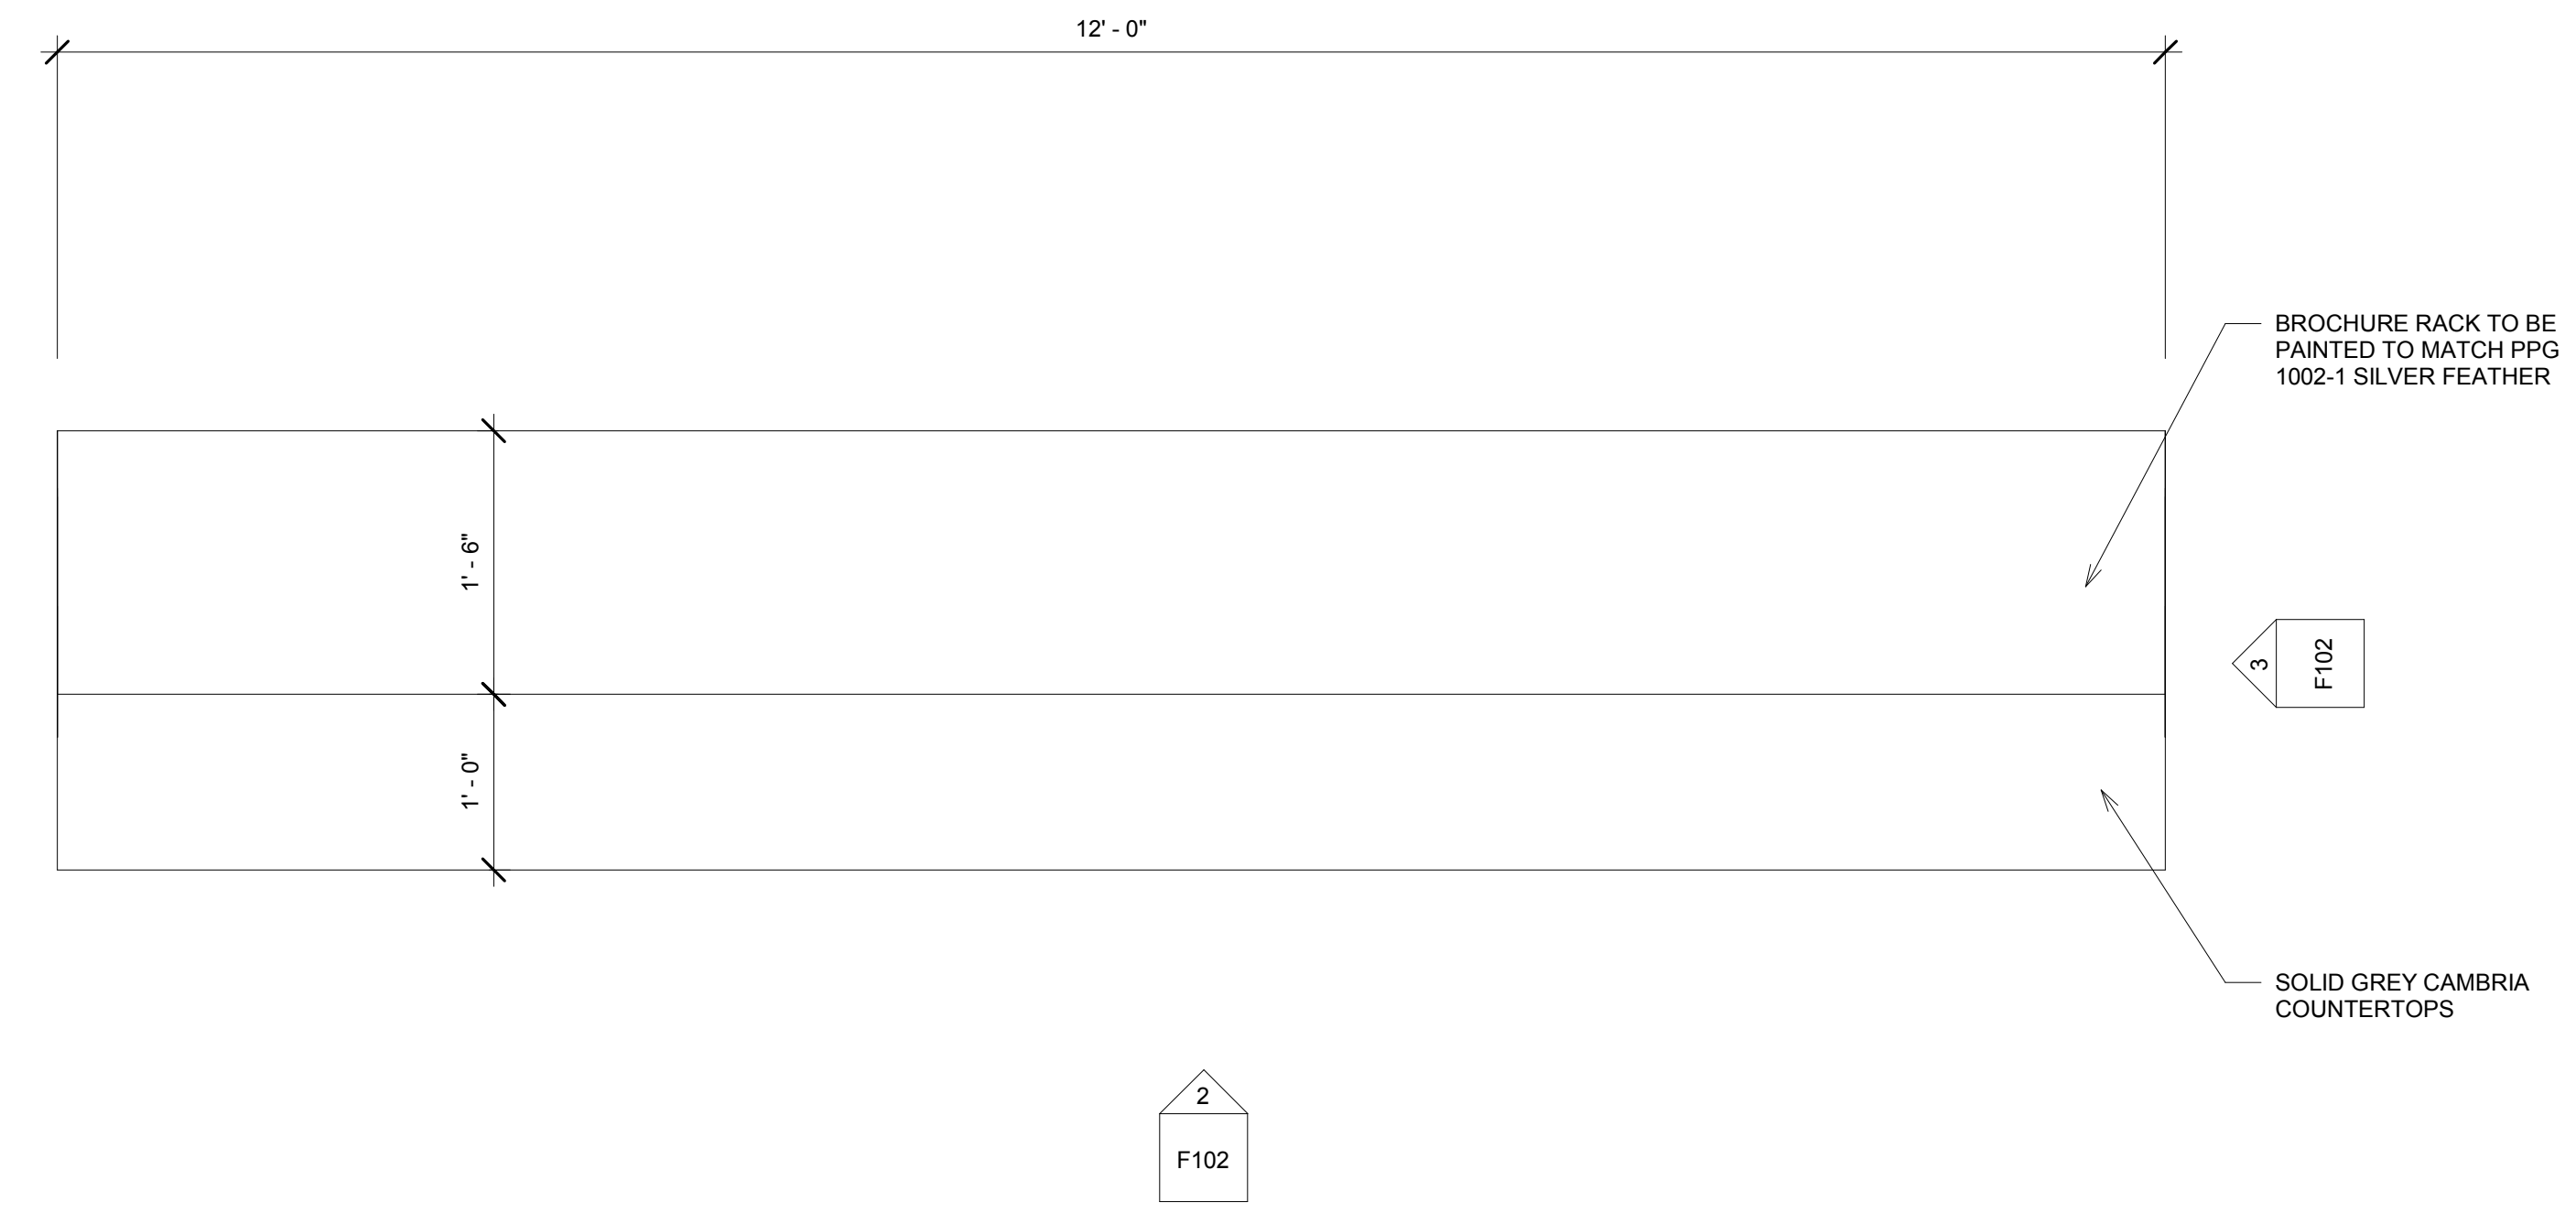 12' - 0"
BROCHURE RACK TO BE
PAINTED TO MATCH PPG
1002-1 SILVER FEATHER
1' - 6"
3
F102
1' - 0"
SOLID GREY CAMBRIA
COUNTERTOPS
2
F102